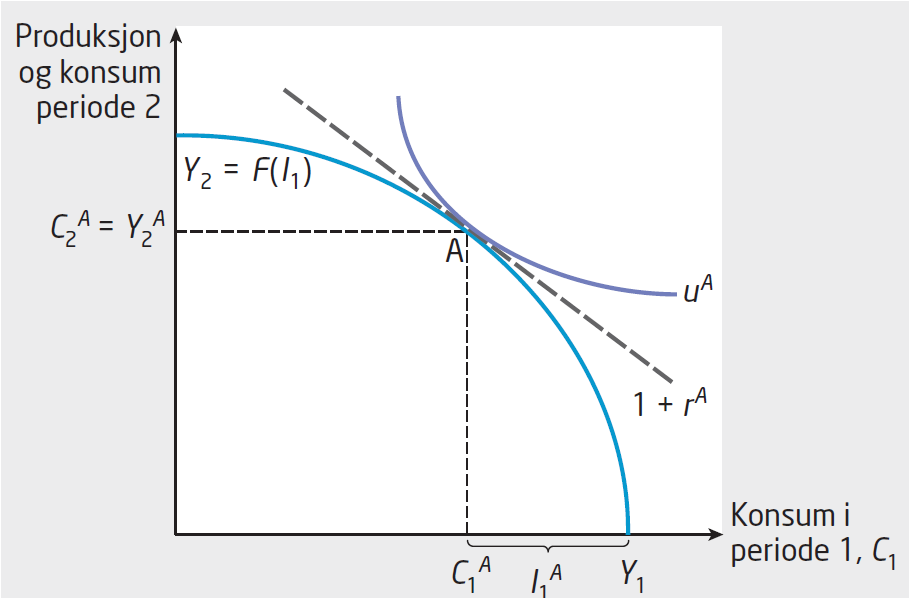 Produksjon
og konsum
periode 2
Y₂ = F(I₁)
C₂ᴬ = Y₂ᴬ
A
uᴬ
1 + rᴬ
Konsum i
periode 1, C₁
C₁ᴬ
I₁ᴬ
Y₁